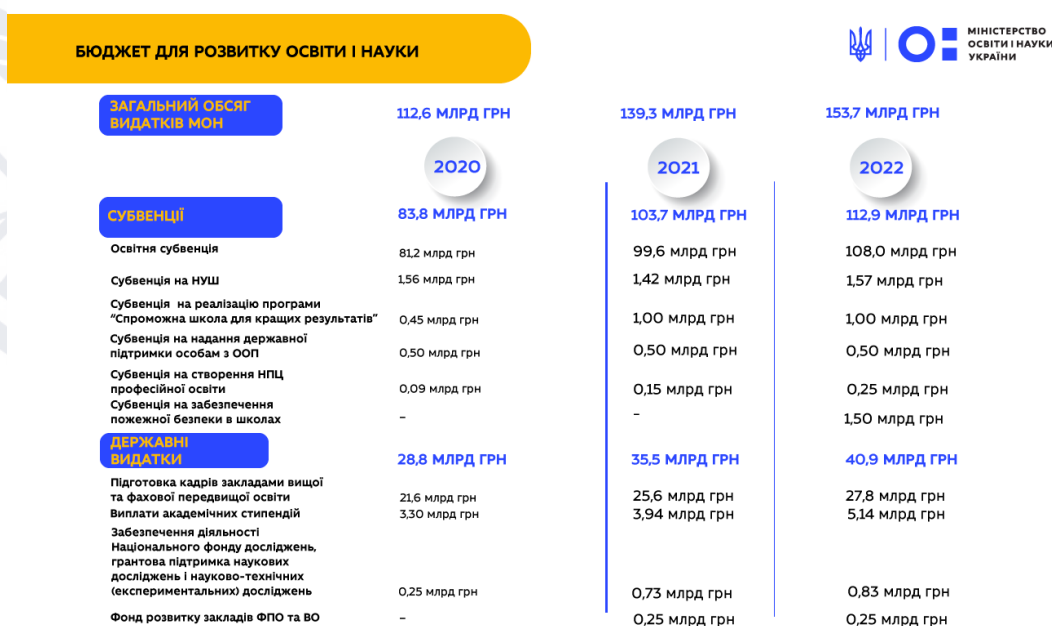 БЮДЖЕТ ДЛЯ РОЗВИТКУ ОСВІТИ І НАУКИ
МІНІСТЕРСТВО
ОСВІТИ І НАУКИ
УКРАЇНИ
ЗАГАЛЬНИЙ ОБСЯГ
ВИДАТКІВ МОН
112,6 МЛРД ГРН 139,3 МЛРД ГРН 153,7 МЛРД ГРН
2020 2021 2022
СУБВЕНЦІЇ 83,8 МЛРД ГРН 103,7 МЛРД ГРН 112,9 МЛРД ГРН
Освітня субвенція 81,2 млрд грн 99,6 млрд грн 108,0 млрд грн
Субвенція на НУШ 1,56 млрд грн 1,42 млрд грн 1,57 млрд грн
Субвенція на реалізацію програми
“Спроможна школа для кращих результатів” 0,45 млрд грн 1,00 млрд грн 1,00 млрд грн
Субвенція на надання державної
підтримки особам з ООП 0,50 млрд грн 0,50 млрд грн 0,50 млрд грн
Субвенція на створення НПЦ
професійної освіти 0,09 млрд грн 0,15 млрд грн 0,25 млрд грн
Субвенція на забезпечення
пожежної безпеки в школах – – 1,50 млрд грн
ДЕРЖАВНІ
ВИДАТКИ 28,8 МЛРД ГРН 35,5 МЛРД ГРН 40,9 МЛРД ГРН
Підготовка кадрів закладами вищої
та фахової передвищої освіти 21,6 млрд грн 25,6 млрд грн 27,8 млрд грн
Виплати академічних стипендій 3,30 млрд грн 3,94 млрд грн 5,14 млрд грн
Забезпечення діяльності
Національного фонду досліджень,
грантова підтримка наукових
досліджень і науково-технічних
(експериментальних) досліджень 0,25 млрд грн 0,73 млрд грн 0,83 млрд грн
Фонд розвитку закладів ФПО та ВО – 0,25 млрд грн 0,25 млрд грн